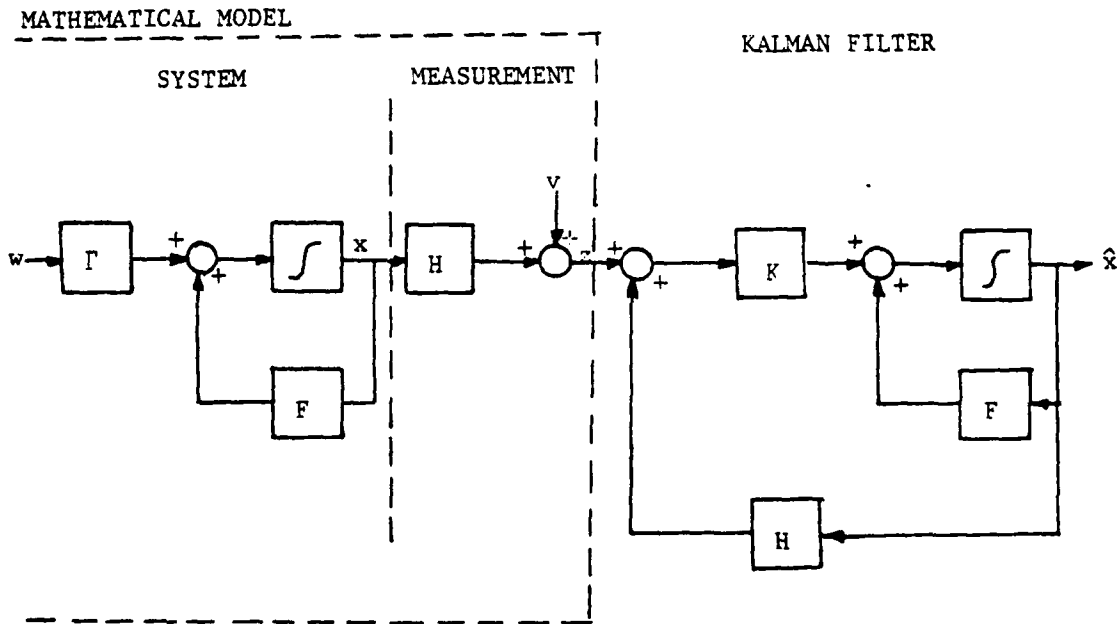 MATHEMATICAL MODEL
KALMAN FILTER
SYSTEM
MEASUREMENT
v
w
Γ
+
+
∫
x
H
+
+
+
+
K
+
+
∫
x̂
F
F
H